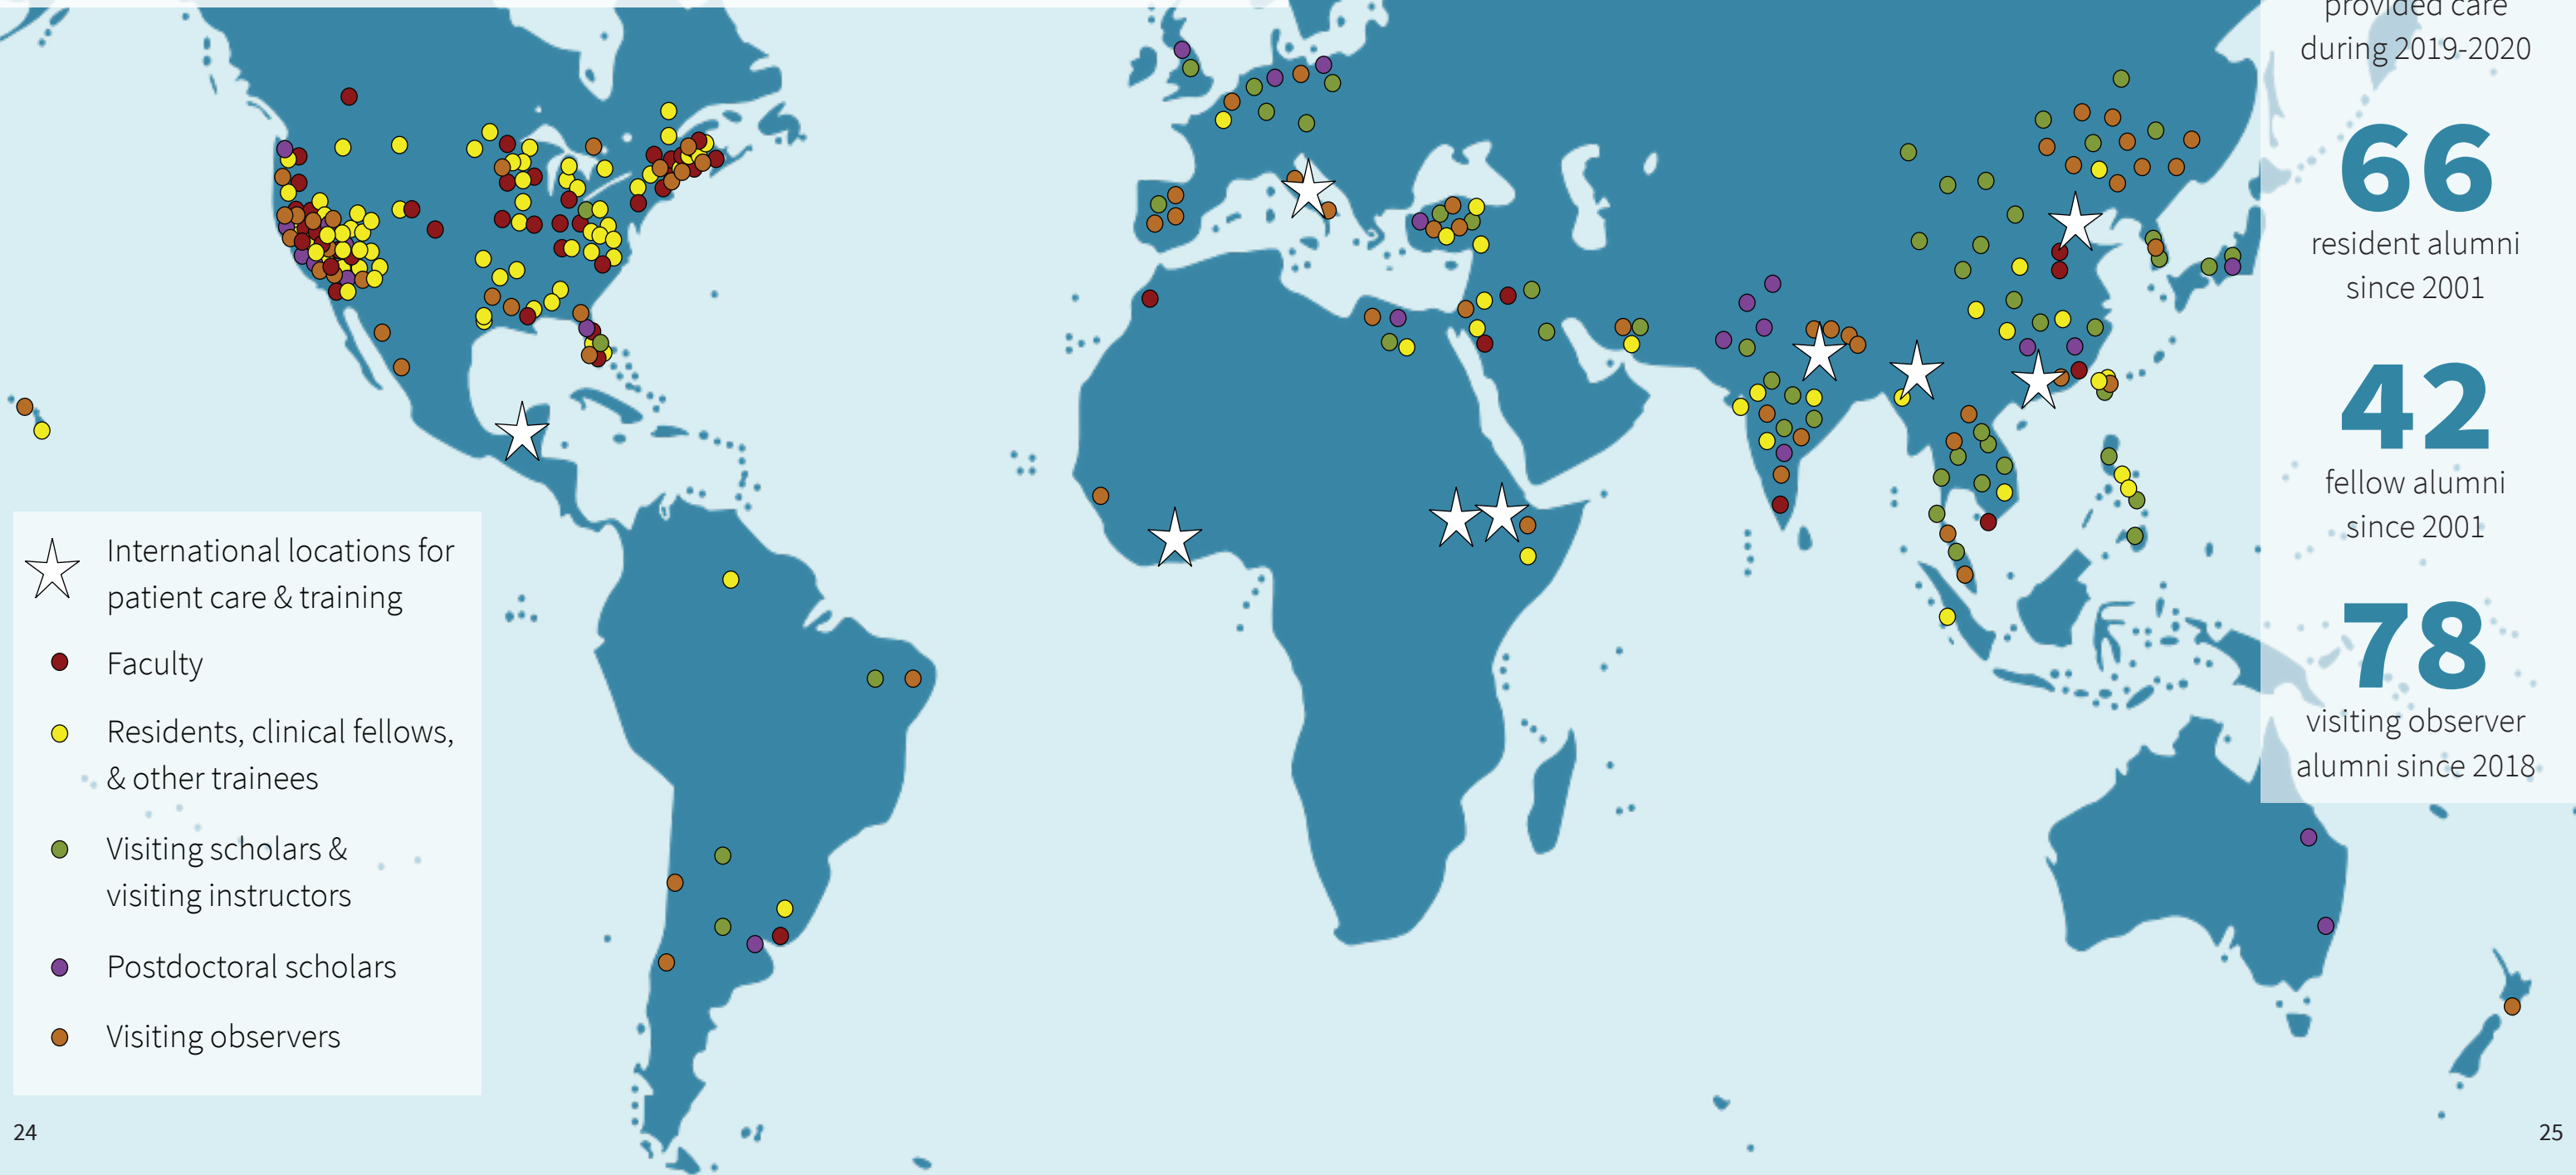 provided care
during 2019-2020
66
resident alumni
since 2001
42
fellow alumni
since 2001
78
visiting observer
alumni since 2018
International locations for
patient care & training
Faculty
Residents, clinical fellows,
& other trainees
Visiting scholars &
visiting instructors
Postdoctoral scholars
Visiting observers
24
25